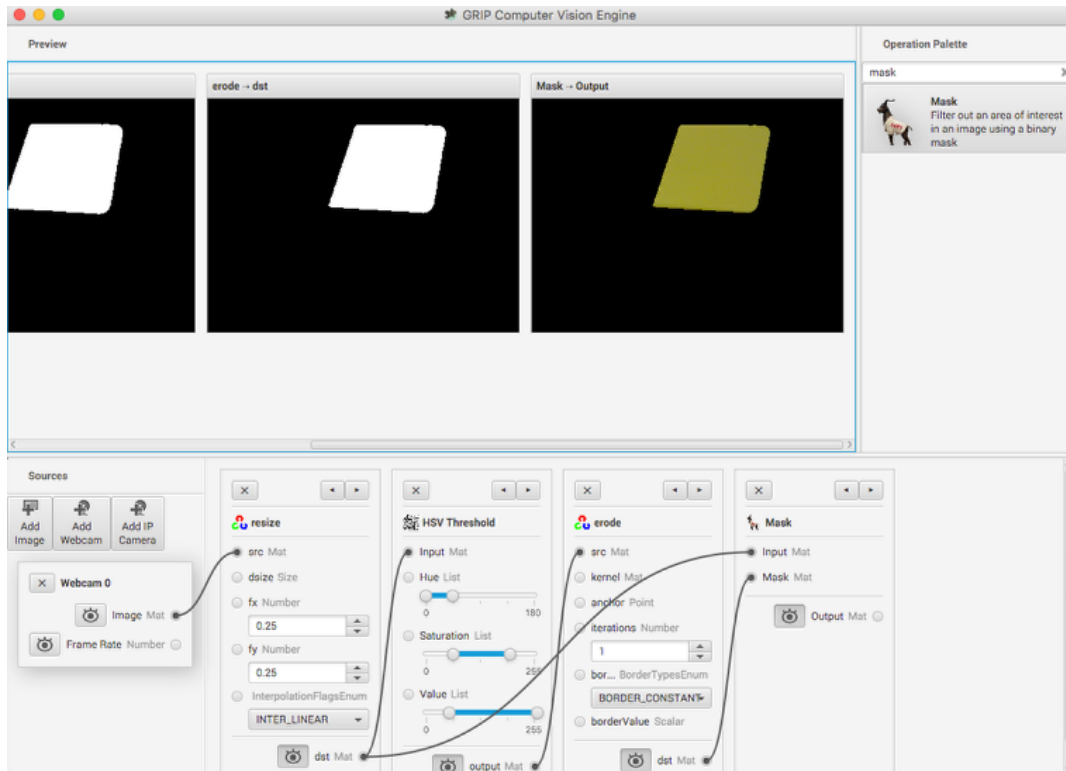 GRIP Computer Vision Engine
Preview
Operation Palette
erode → dst
Mask → Output
mask
Mask
Filter out an area of interest
in an image using a binary
mask
Sources
Add
Image
Add
Webcam
Add IP
Camera
Webcam 0
Image Mat
Frame Rate Number
resize
src Mat
dsize Size
fx Number
0.25
fy Number
0.25
InterpolationFlagsEnum
INTER_LINEAR
dst Mat
HSV Threshold
Input Mat
Hue List
0 180
Saturation List
0 255
Value List
0 255
output Mat
erode
src Mat
kernel Mat
anchor Point
iterations Number
1
bor... BorderTypesEnum
BORDER_CONSTANT
borderValue Scalar
dst Mat
Mask
Input Mat
Mask Mat
Output Mat